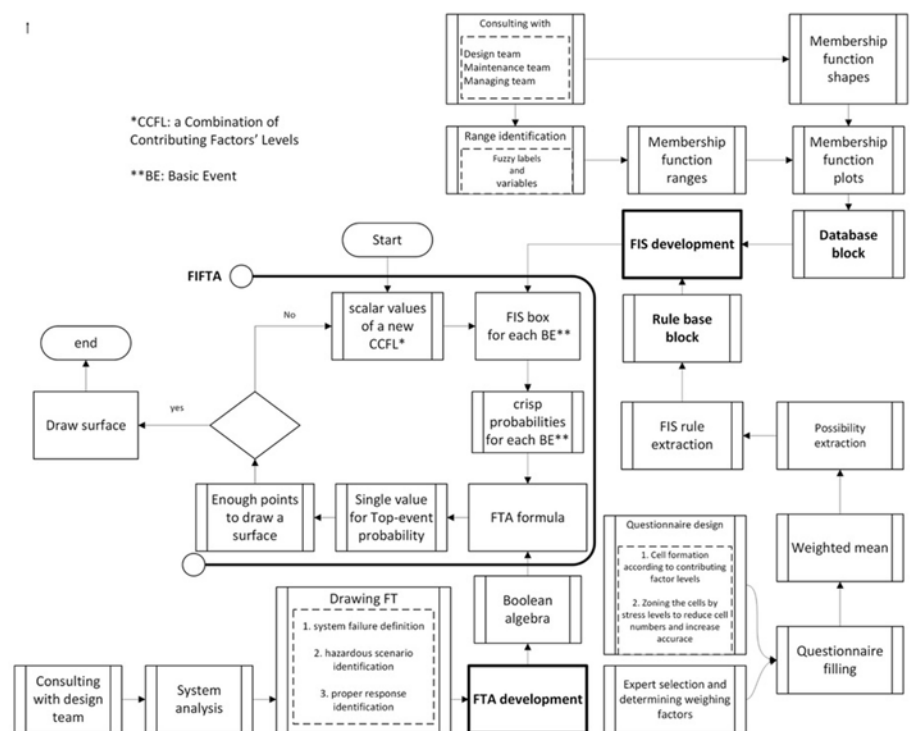 Consulting with
Design team
Maintenance team
Managing team
Membership
function
shapes
*CCFL: a Combination of
Contributing Factors' Levels
**BE: Basic Event
Range identification
Fuzzy labels
and
variables
Membership
function
ranges
Membership
function
plots
Start
FIS development
Database
block
FIFTA
No
scalar values
of a new
CCFL*
FIS box
for each BE**
Rule base
block
end
yes
Draw surface
crisp
probabilities
for each BE**
FIS rule
extraction
Possibility
extraction
Enough points
to draw a
surface
Single value
for Top-event
probability
FTA formula
Questionnaire design
1. Cell formation
according to contributing
factor levels
2. Zoning the cells by
stress levels to reduce cell
numbers and increase
accurace
Weighted mean
Drawing FT
1. system failure definition
2. hazardous scenario
identification
3. proper response
identification
Boolean
algebra
Questionnaire
filling
Consulting
with design
team
System
analysis
FTA development
Expert selection and
determining weighing
factors